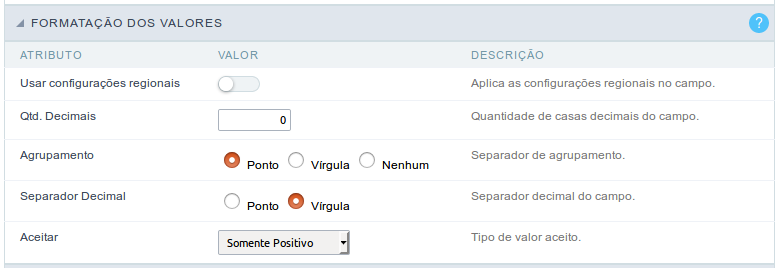 FORMATAÇÃO DOS VALORES ?
ATRIBUTO VALOR DESCRIÇÃO
Usar configurações regionais Aplica as configurações regionais no campo.
Qtd. Decimais 0 Quantidade de casas decimais do campo.
Agrupamento Ponto Vírgula Nenhum Separador de agrupamento.
Separador Decimal Ponto Vírgula Separador decimal do campo.
Aceitar Somente Positivo Tipo de valor aceito.